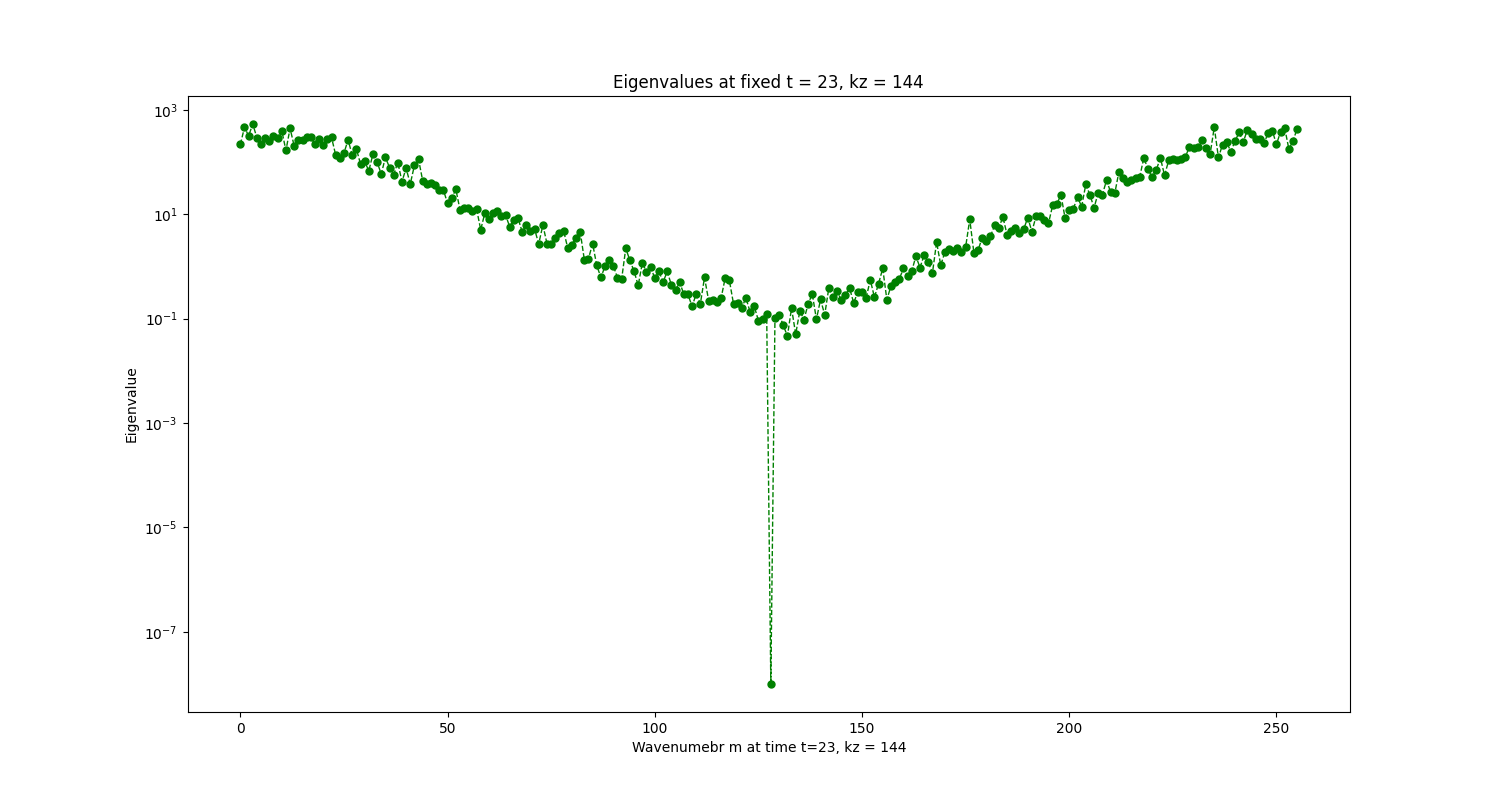 Eigenvalues at fixed t = 23, kz = 144
10³
10¹
10⁻¹
10⁻³
10⁻⁵
10⁻⁷
Eigenvalue
0 50 100 150 200 250
Wavenumebr m at time t=23, kz = 144